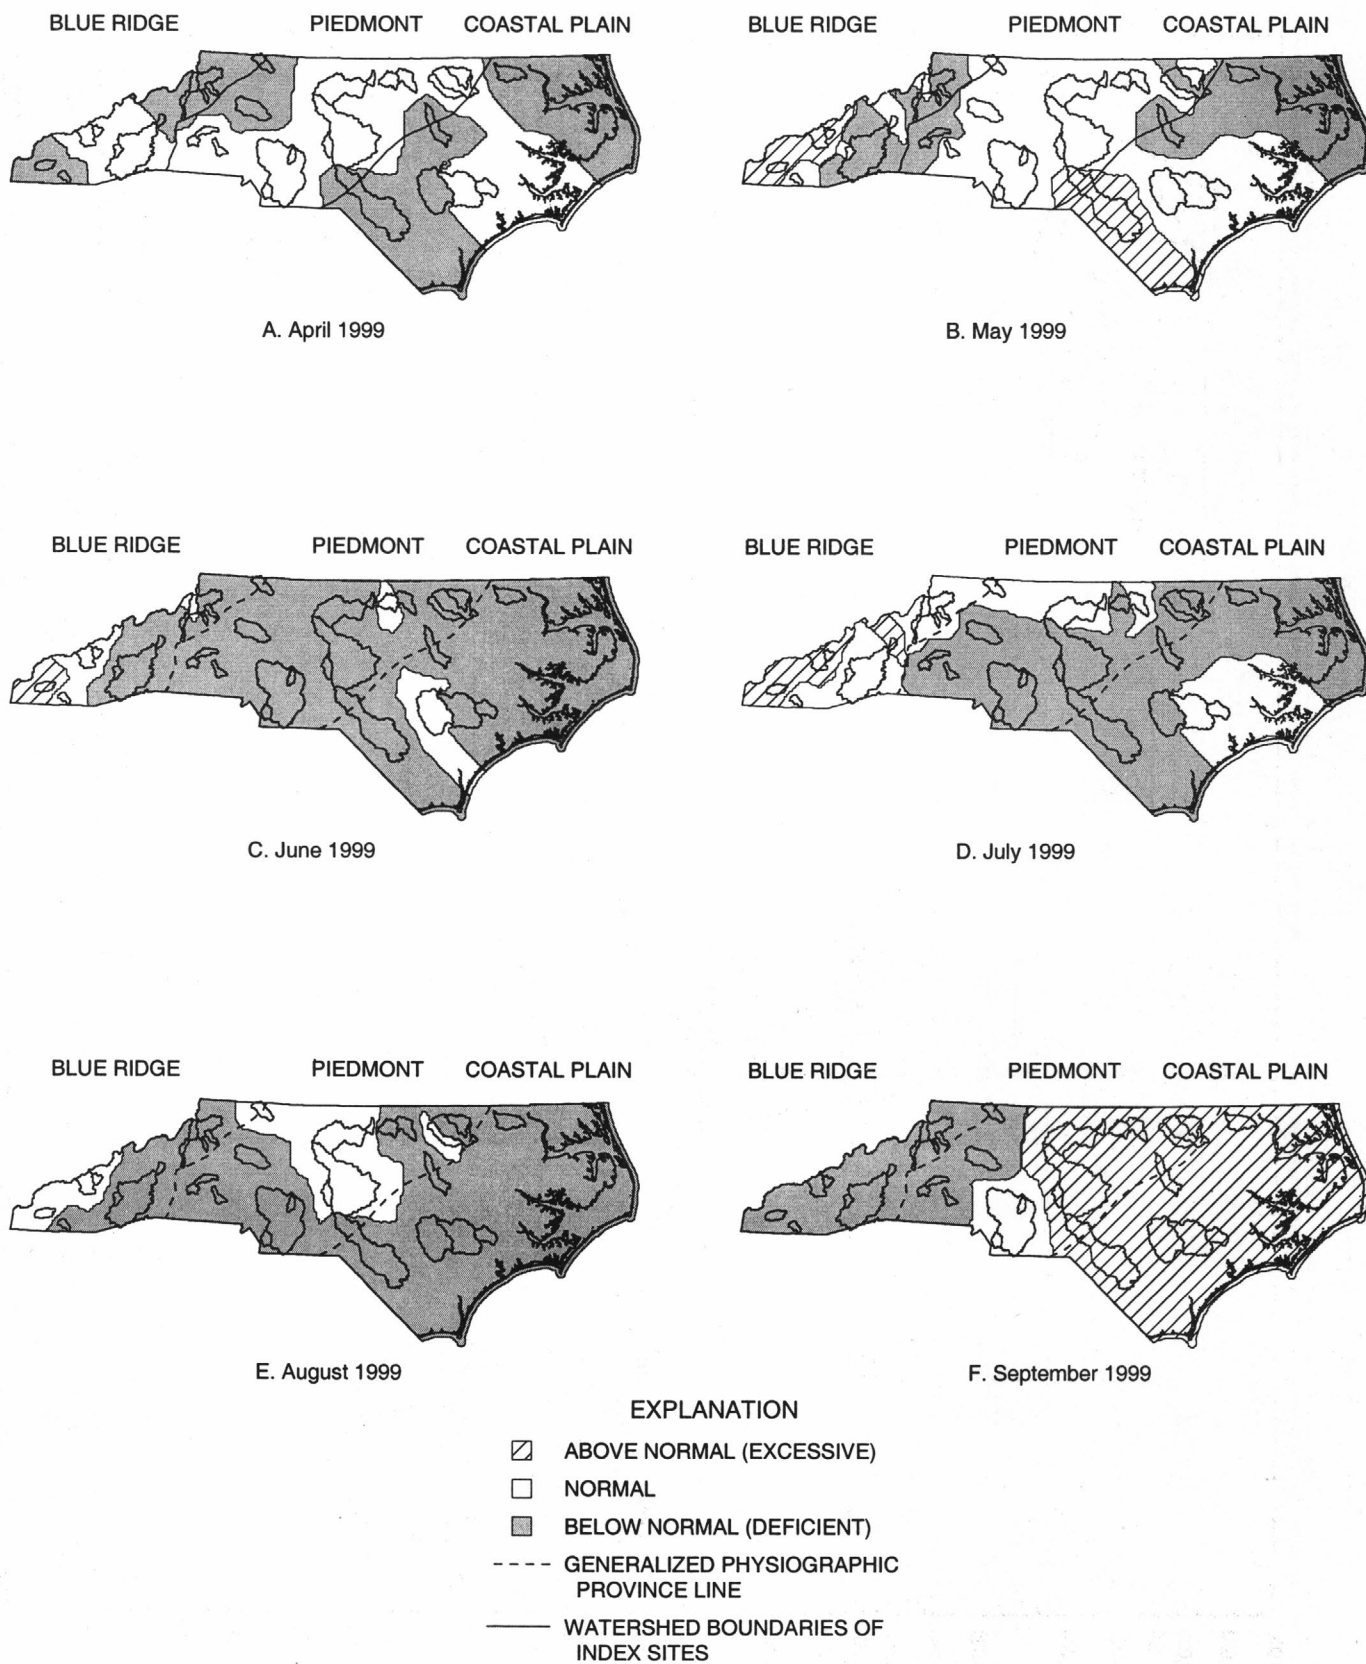 BLUE RIDGE PIEDMONT COASTAL PLAIN
BLUE RIDGE PIEDMONT COASTAL PLAIN
A. April 1999
B. May 1999
BLUE RIDGE PIEDMONT COASTAL PLAIN
BLUE RIDGE PIEDMONT COASTAL PLAIN
C. June 1999
D. July 1999
BLUE RIDGE PIEDMONT COASTAL PLAIN
BLUE RIDGE PIEDMONT COASTAL PLAIN
E. August 1999
F. September 1999
EXPLANATION
ABOVE NORMAL (EXCESSIVE)
NORMAL
BELOW NORMAL (DEFICIENT)
GENERALIZED PHYSIOGRAPHIC
PROVINCE LINE
WATERSHED BOUNDARIES OF
INDEX SITES